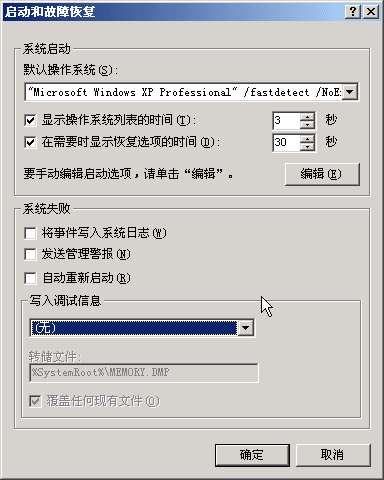 启动和故障恢复
系统启动
默认操作系统(S):
"Microsoft Windows XP Professional" /fastdetect /NoE
显示操作系统列表的时间(T): 3 秒
在需要时显示恢复选项的时间(D): 30 秒
要手动编辑启动选项，请单击“编辑”。 编辑(E)
系统失败
将事件写入系统日志(W)
发送管理警报(N)
自动重新启动(R)
写入调试信息
(无)
转储文件:
%SystemRoot%\MEMORY.DMP
覆盖任何现有文件(O)
确定 取消